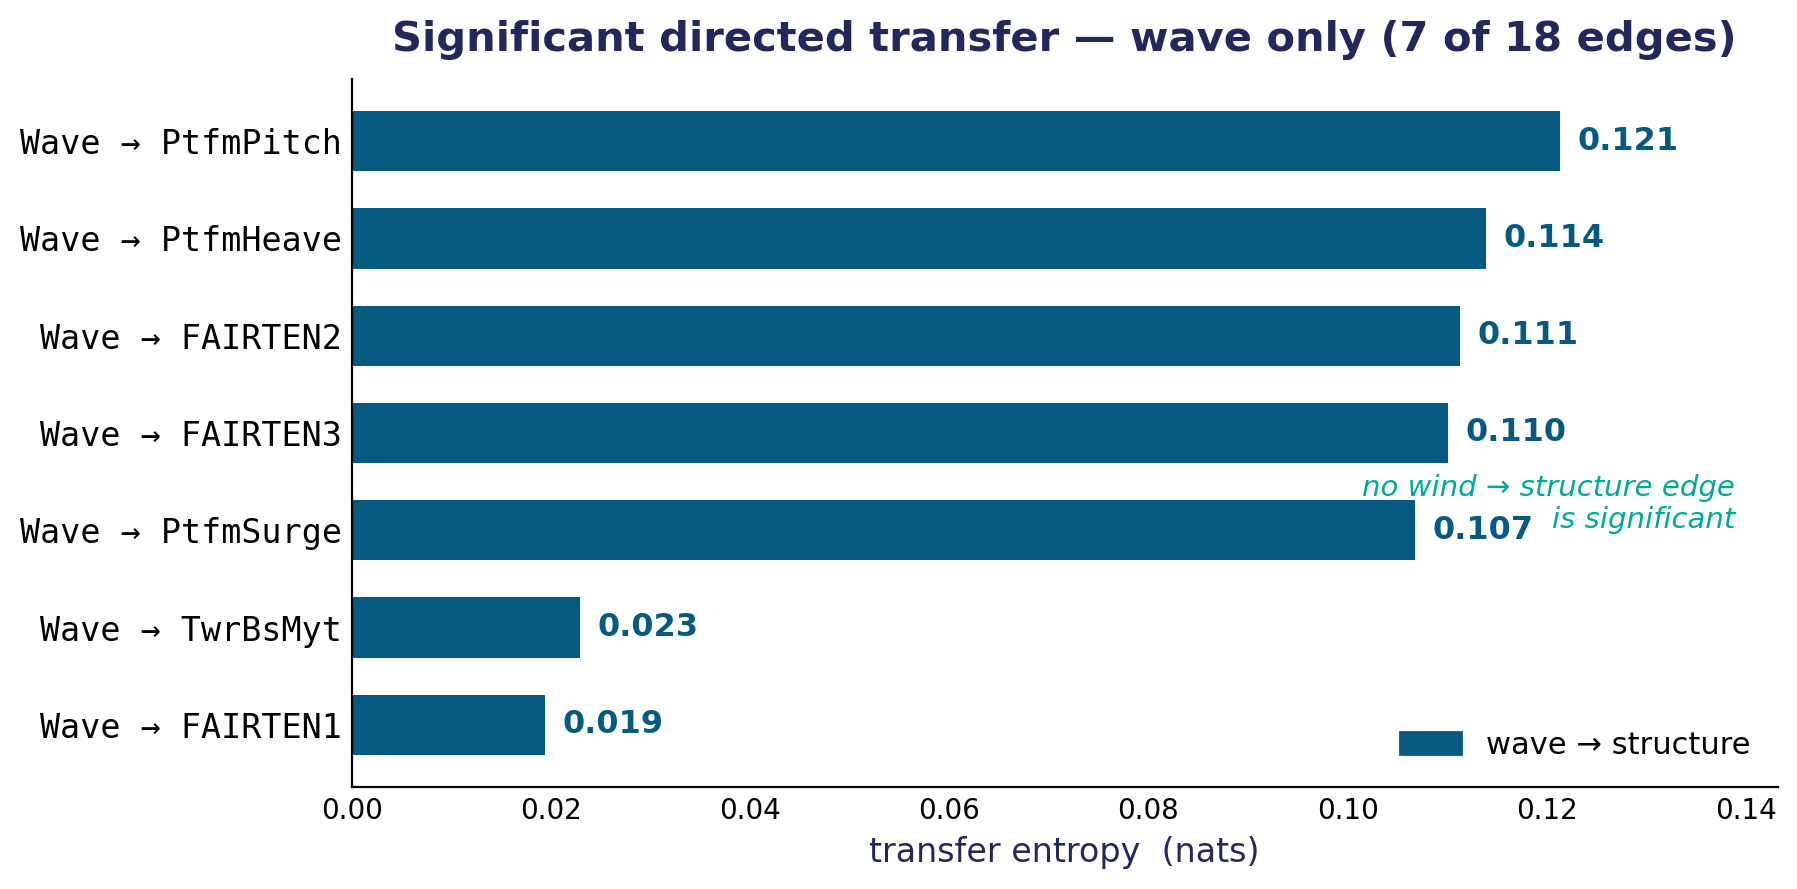 Significant directed transfer — wave only (7 of 18 edges)
Wave → PtfmPitch 0.121
Wave → PtfmHeave 0.114
Wave → FAIRTEN2 0.111
Wave → FAIRTEN3 0.110
no wind → structure edge
is significant
Wave → PtfmSurge 0.107
Wave → TwrBsMyt 0.023
Wave → FAIRTEN1 0.019
wave → structure
0.00 0.02 0.04 0.06 0.08 0.10 0.12 0.14
transfer entropy (nats)